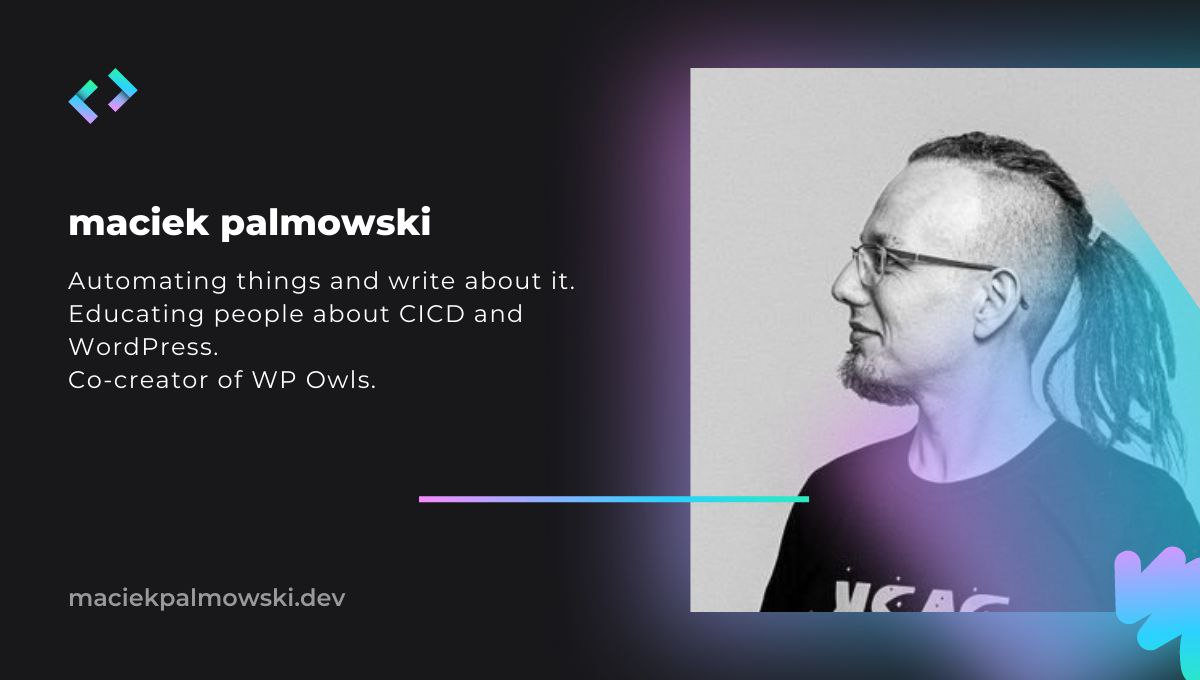 maciek palmowski
Automating things and write about it.
Educating people about CICD and
WordPress.
Co-creator of WP Owls.
maciekpalmowski.dev